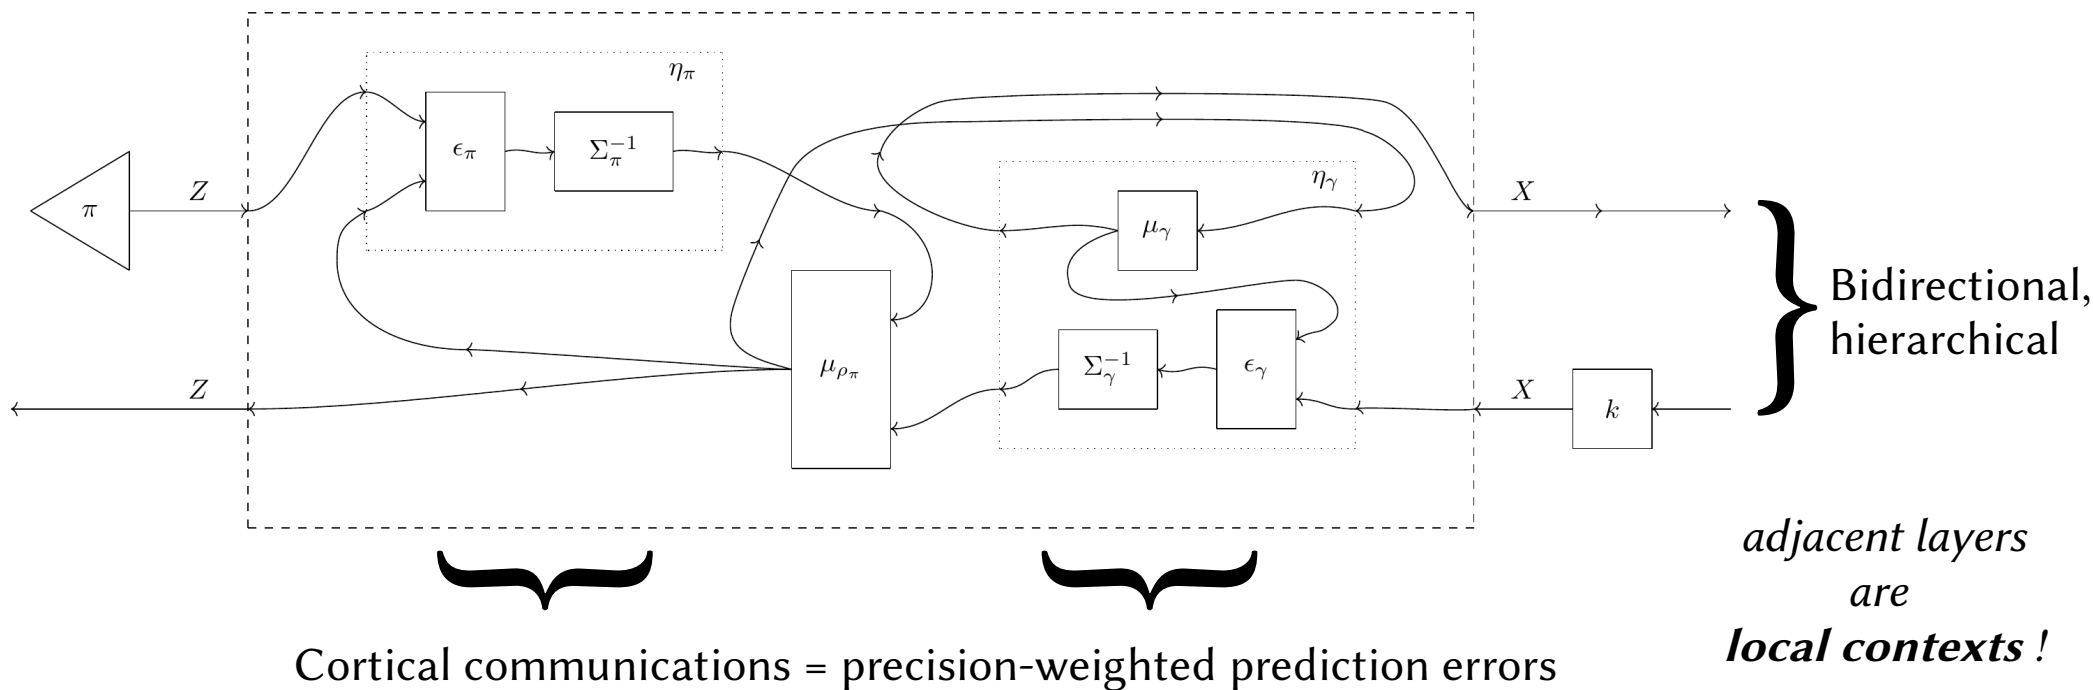 η_π
ϵ_π
Σ_π^{-1}
π
Z
X
η_γ
μ_γ
Bidirectional,
hierarchical
μ_{ρ_π}
Σ_γ^{-1}
ϵ_γ
Z
X
k
adjacent layers
are
local contexts !
Cortical communications = precision-weighted prediction errors